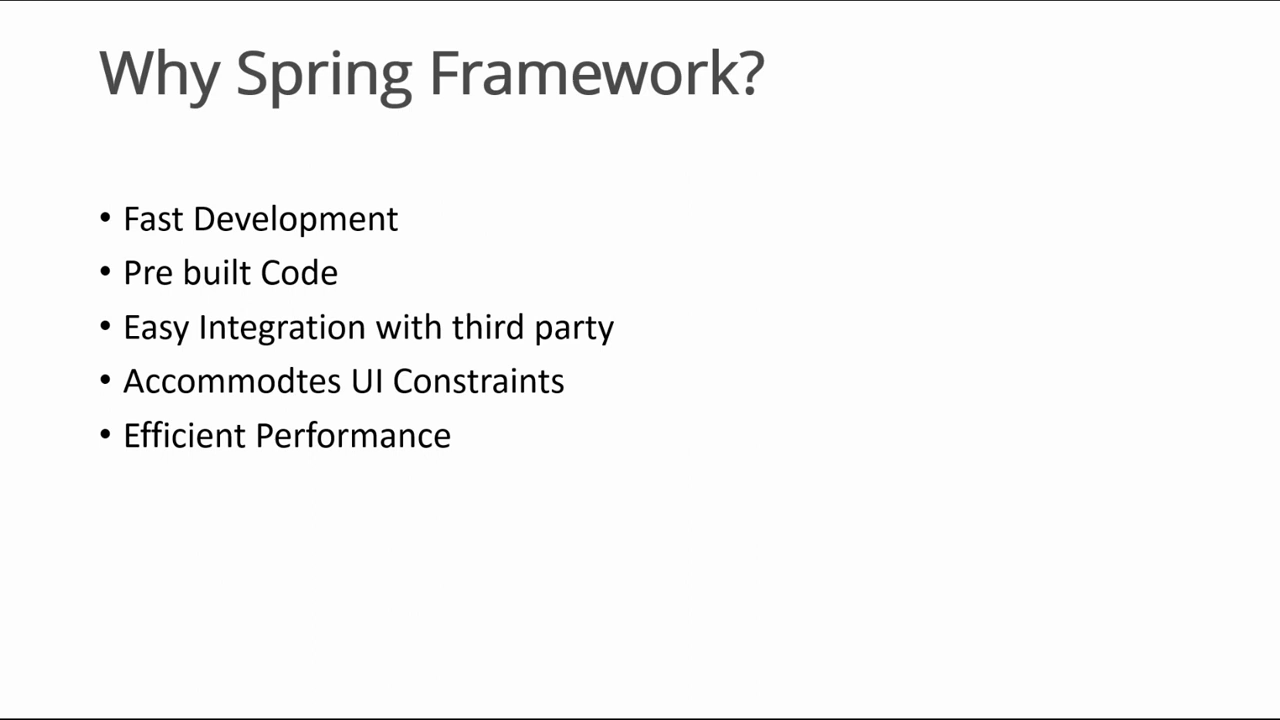 Why Spring Framework?
• Fast Development
• Pre built Code
• Easy Integration with third party
• Accommodtes UI Constraints
• Efficient Performance